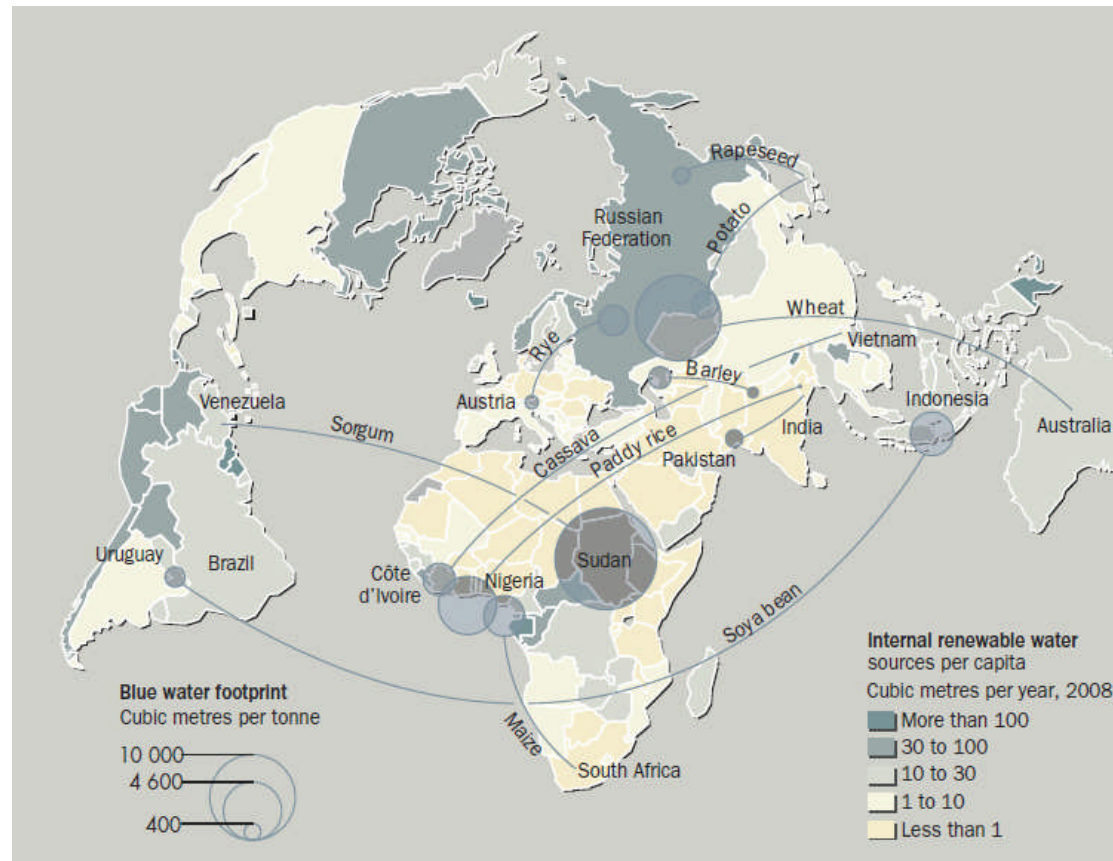 Rapeseed
Russian
Federation
Potato
Wheat
Vietnam
Rye
Barley
Austria
Indonesia
Venezuela
Sorgum
Cassava
Paddy rice
India
Australia
Pakistan
Uruguay
Brazil
Sudan
Côte
d'Ivoire
Nigeria
Soya bean
Maize
South Africa
Blue water footprint
Cubic metres per tonne
10 000
4 600
400
Internal renewable water
sources per capita
Cubic metres per year, 2008
More than 100
30 to 100
10 to 30
1 to 10
Less than 1